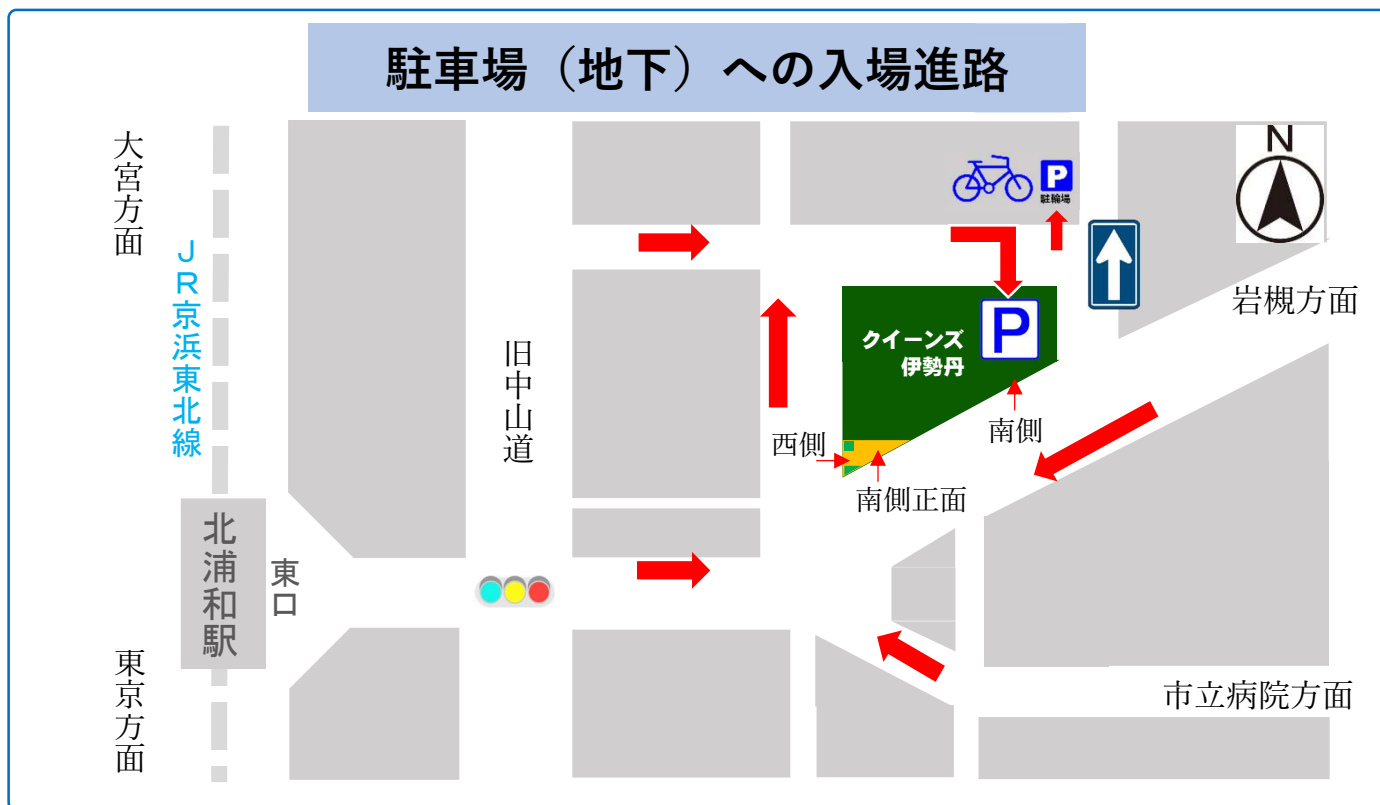 駐車場（地下）への入場進路
大宮方面
JR京浜東北線
北浦和駅
東口
東京方面
旧中山道
P
駐輪場
N
岩槻方面
クイーンズ
伊勢丹
P
西側
南側
南側正面
市立病院方面